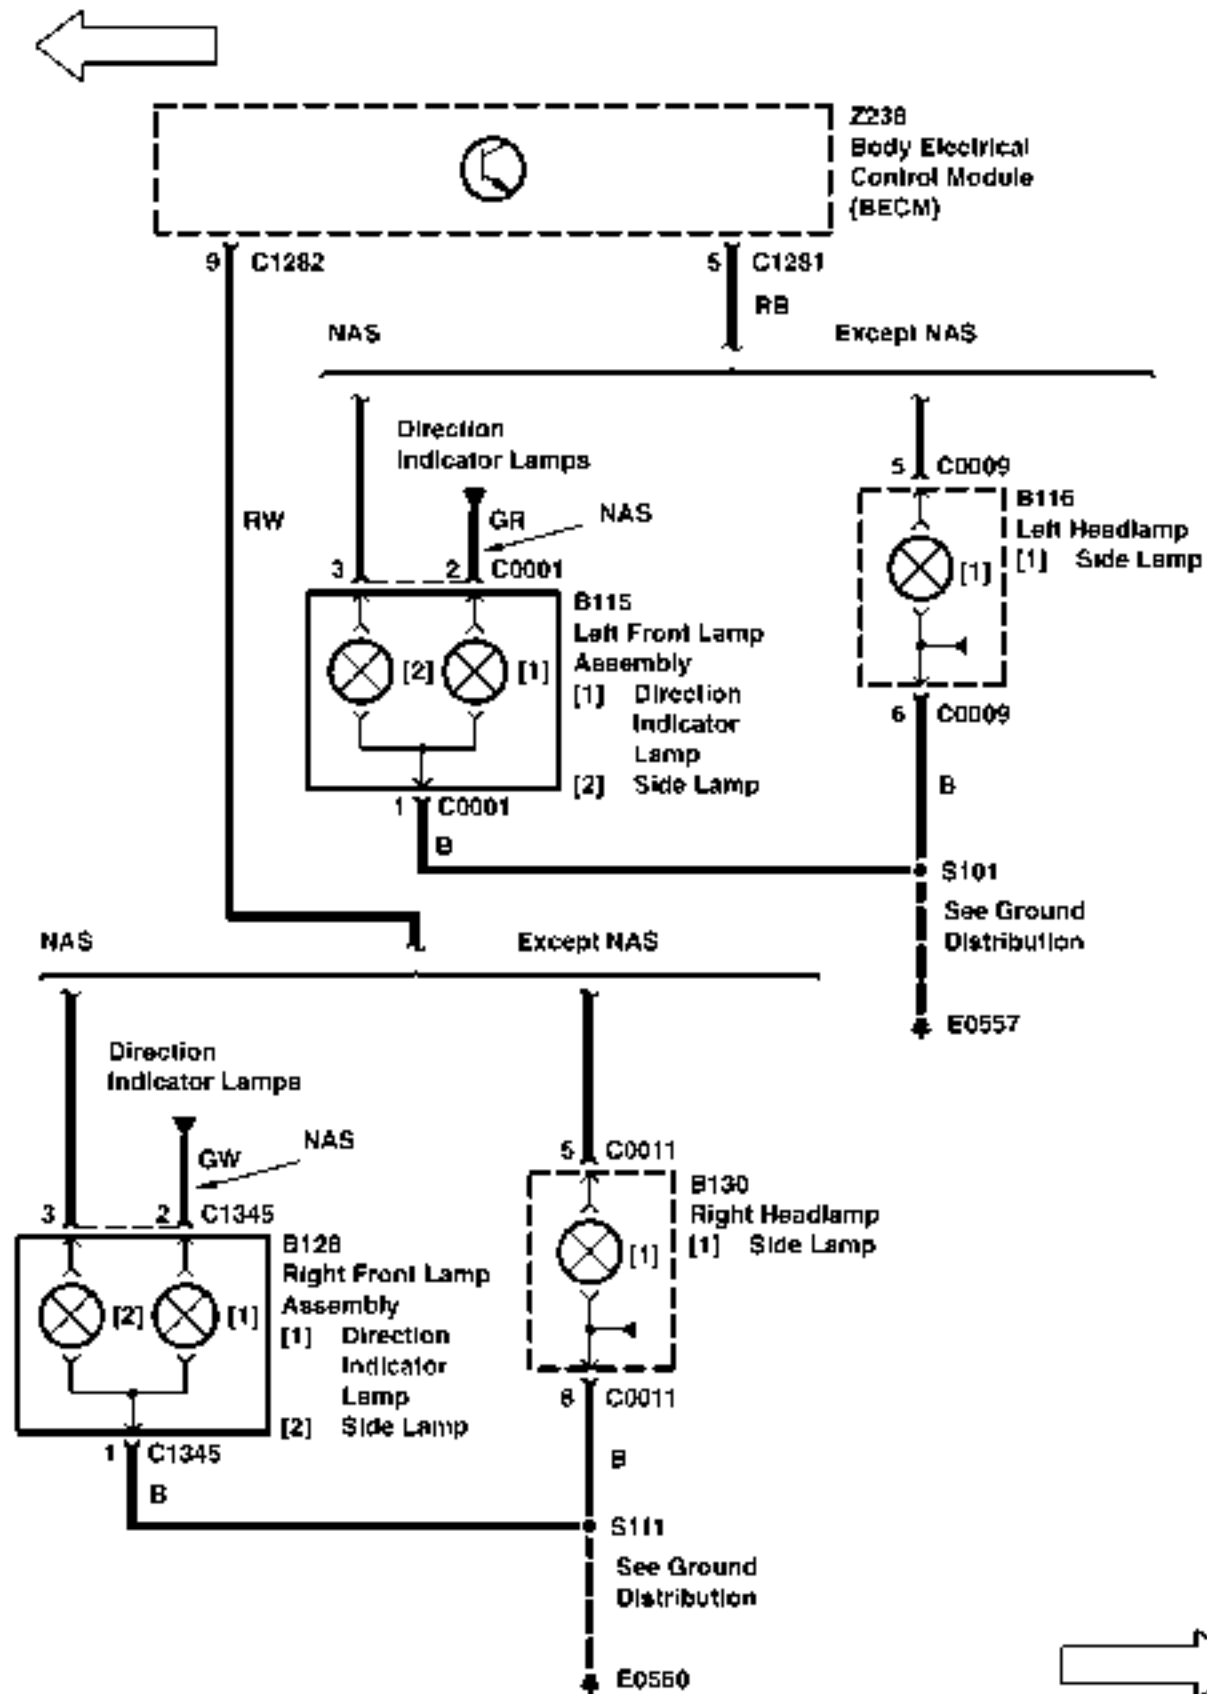 Z238
Body Electrical
Control Module
(BECM)
9 C1282
5 C1281
RB
NAS
Except NAS
Direction
Indicator Lamps
5 C0009
RW
GR
NAS
B116
Left Headlamp
[1] Side Lamp
[1]
3 2 C0001
B115
Left Front Lamp
Assembly
[1] Direction
Indicator
Lamp
[2] Side Lamp
[2] [1]
6 C0009
B
1 C0001
B
S101
See Ground
Distribution
E0557
NAS
Except NAS
Direction
Indicator Lamps
GW
NAS
5 C0011
B130
Right Headlamp
[1] Side Lamp
[1]
3 2 C1345
B128
Right Front Lamp
Assembly
[1] Direction
Indicator
Lamp
[2] Side Lamp
[2] [1]
6 C0011
B
1 C1345
B
S111
See Ground
Distribution
E0560